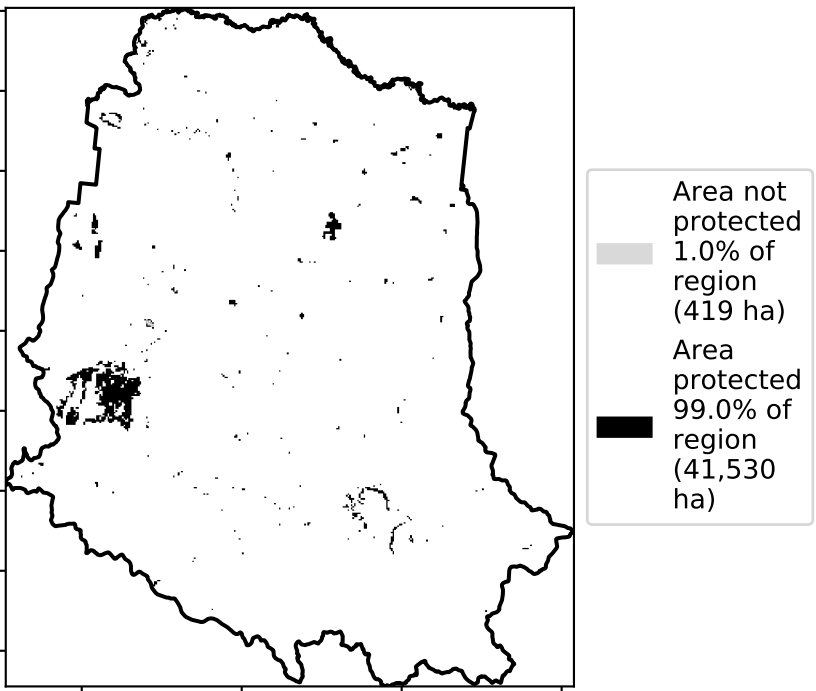 Area not
protected
1.0% of
region
(419 ha)
Area
protected
99.0% of
region
(41,530
ha)